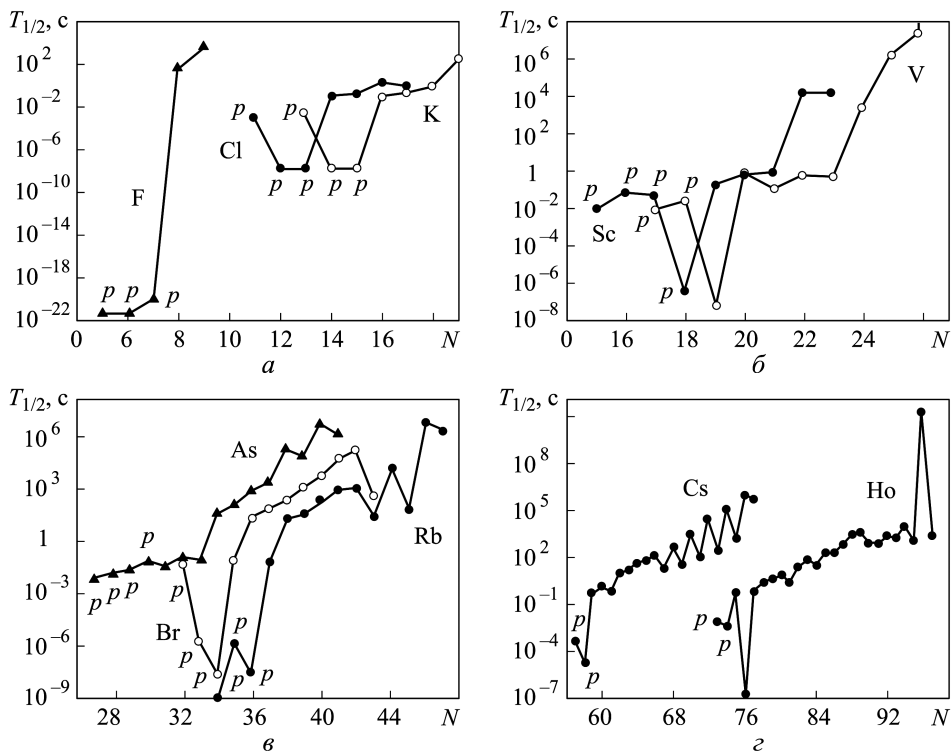 T1/2, с
10^2
10^−2
10^−6
10^−10
10^−14
10^−18
10^−22
F
Cl
K
p p p
p
p p
p
p p
0 6 8 10 12 14 16 N
а
T1/2, с
10^6
10^4
10^2
1
10^−2
10^−4
10^−6
10^−8
V
Sc
p p p
p
p
p
0 16 18 20 22 24 N
б
T1/2, с
10^6
10^3
1
10^−3
10^−6
10^−9
As
Rb
Br
p
p p p
p p p p
28 32 36 40 44 N
в
T1/2, с
10^8
10^5
10^2
10^−1
10^−4
10^−7
Cs
Ho
p
p
p
p
60 68 76 84 92 N
г